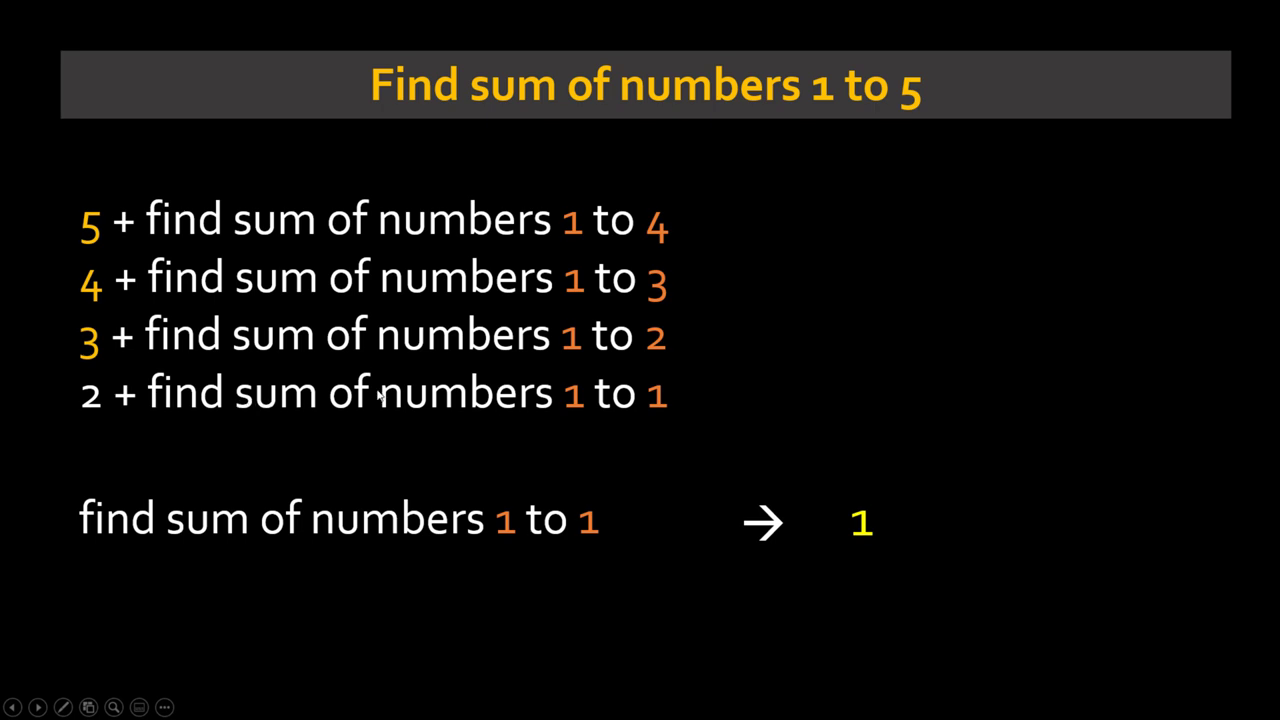 Find sum of numbers 1 to 5
5 + find sum of numbers 1 to 4
4 + find sum of numbers 1 to 3
3 + find sum of numbers 1 to 2
2 + find sum of numbers 1 to 1
find sum of numbers 1 to 1 → 1